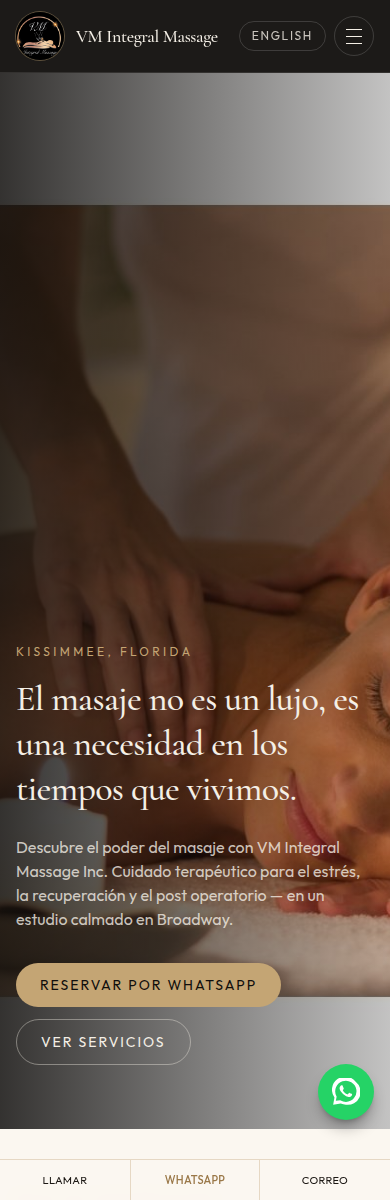 VM Integral Massage
ENGLISH
KISSIMMEE, FLORIDA
El masaje no es un lujo, es
una necesidad en los
tiempos que vivimos.
Descubre el poder del masaje con VM Integral
Massage Inc. Cuidado terapéutico para el estrés,
la recuperación y el post operatorio — en un
estudio calmado en Broadway.
RESERVAR POR WHATSAPP
VER SERVICIOS
LLAMAR
WHATSAPP
CORREO